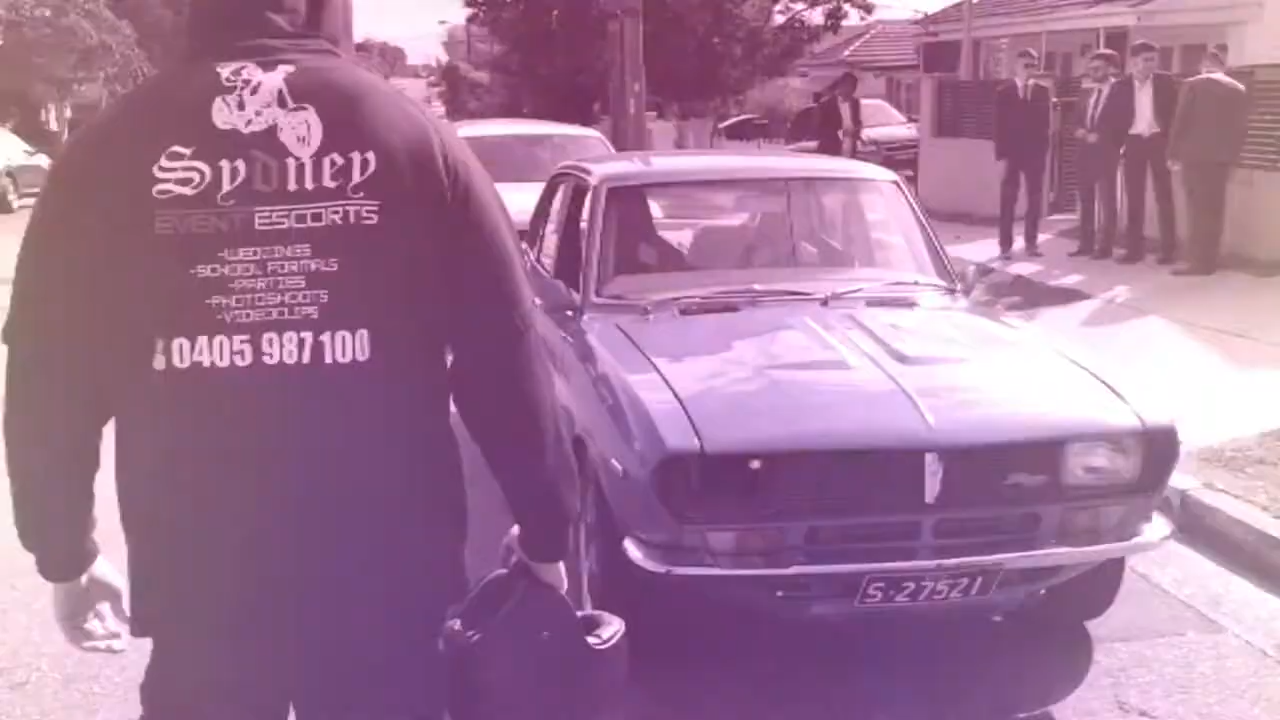 Sydney
EVENT ESCORTS
-WEDDINGS
-SCHOOL FORMALS
-PARTIES
-PHOTOSHOOTS
-VIDEOCLIPS
0405 987 100
S·27521